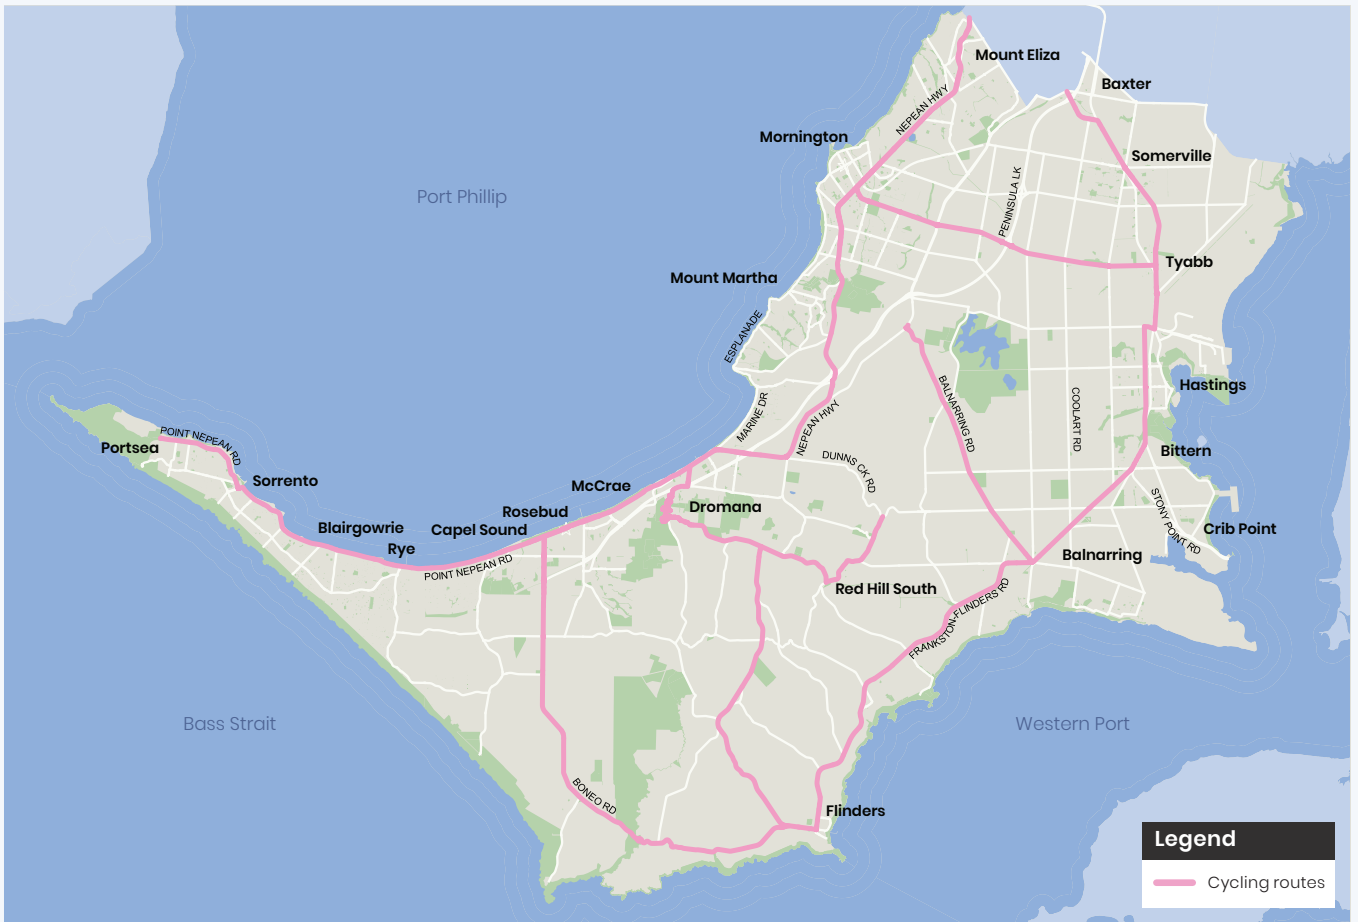 Mount Eliza
Baxter
NEPEAN HWY
Mornington
Somerville
Port Phillip
PENINSULA LK
Tyabb
Mount Martha
ESPLANADE
Hastings
BALNARRING RD
COOLART RD
MARINE DR
NEPEAN HWY
POINT NEPEAN RD
Portsea
Bittern
DUNNS CK RD
Sorrento
McCrae
STONY POINT RD
Dromana
Rosebud
Blairgowrie
Capel Sound
Crib Point
Rye
Balnarring
POINT NEPEAN RD
Red Hill South
FRANKSTON-FLINDERS RD
Bass Strait
Western Port
BONEO RD
Flinders
Legend
Cycling routes